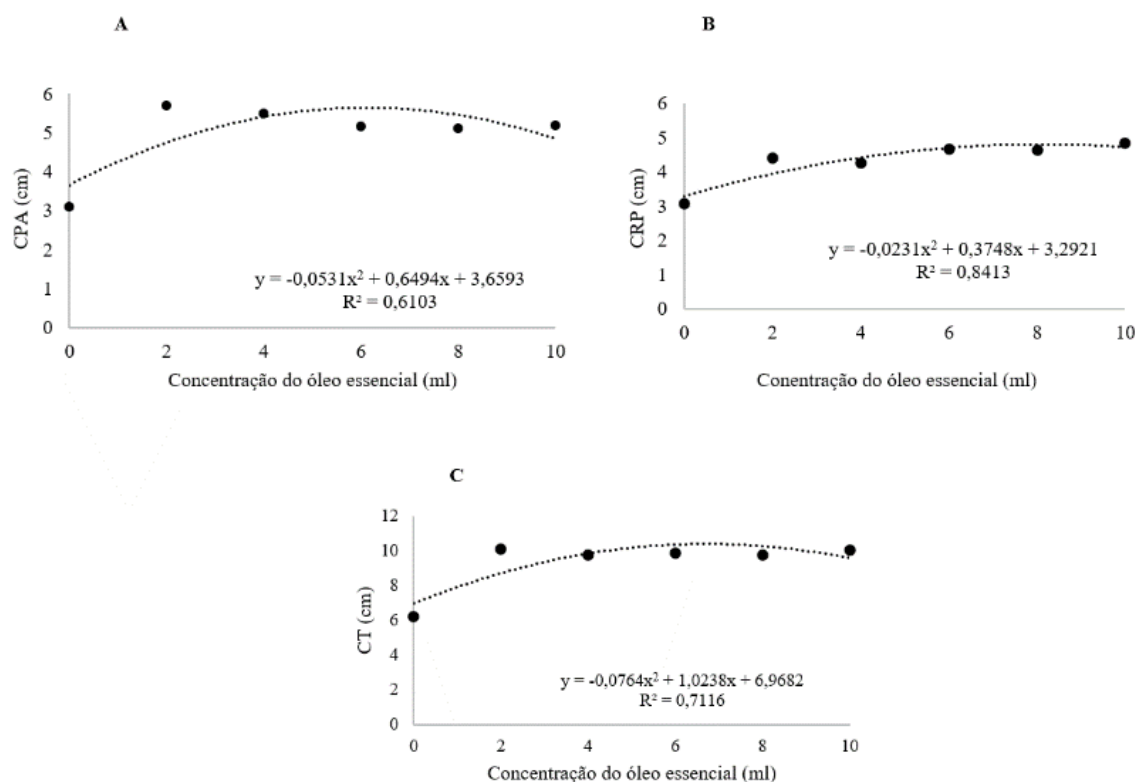 A
6
5
4
3
2
1
0
CPA (cm)
y = -0,0531x² + 0,6494x + 3,6593
R² = 0,6103
0 2 4 6 8 10
Concentração do óleo essencial (ml)
B
6
5
4
3
2
1
0
CRP (cm)
y = -0,0231x² + 0,3748x + 3,2921
R² = 0,8413
0 2 4 6 8 10
Conentração do óleo essencial (ml)
C
12
10
8
6
4
2
0
CT (cm)
y = -0,0764x² + 1,0238x + 6,9682
R² = 0,7116
0 2 4 6 8 10
Concentração do óleo essencial (ml)